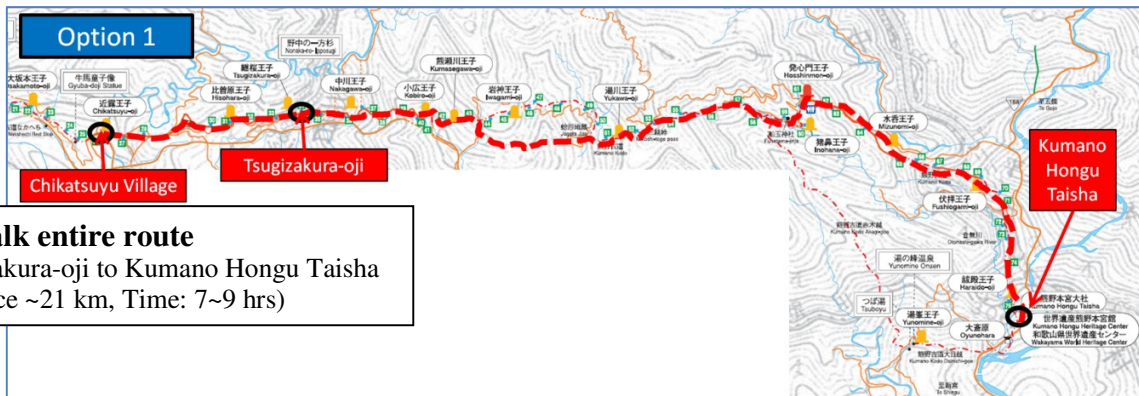 Option 1
大坂本王子
Osakamoto-oji
牛馬童子像
Gyuba-doji Statue
近露王子
Chikatsuyu-oji
比曽原王子
Hisohara-oji
継桜王子
Tsugizakura-oji
野中の一方杉
Nonaka-no-Ipposugi
中川王子
Nakagawa-oji
小広王子
Kobiro-oji
熊瀬川王子
Kumasegawa-oji
岩神王子
Iwagami-oji
湯川王子
Yukawa-oji
発心門王子
Hosshinmon-oji
水呑王子
Mizunomi-oji
猪鼻王子
Inohana-oji
伏拝王子
Fushiogami-oji
Chikatsuyu Village
Tsugizakura-oji
Kumano
Hongu
Taisha
alk entire route
akura-oji to Kumano Hongu Taisha
ce ~21 km, Time: 7~9 hrs)
湯の峰温泉
Yunomine Onsen
つぼ湯
Tsuboyu
湯峯王子
Yunomine-oji
祓殿王子
Haraido-oji
大斎原
Oyunohara
熊野本宮大社
Kumano Hongu Taisha
世界遺産熊野本宮館
Kumano Hongu Heritage Center
和歌山県世界遺産センター
Wakayama World Heritage Center